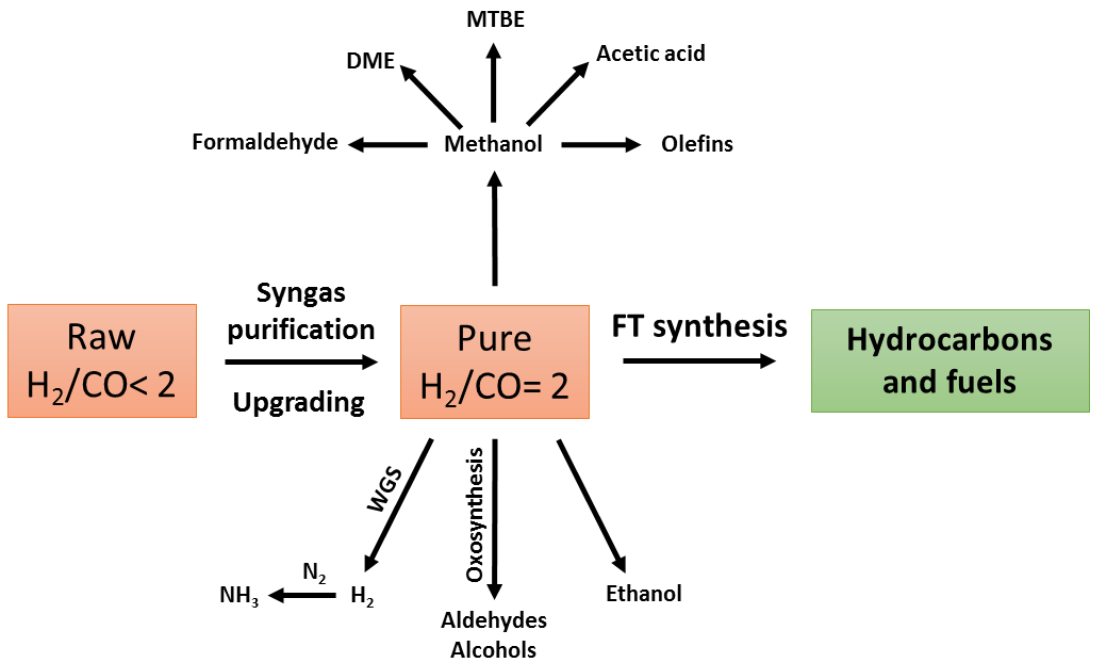 MTBE
DME
Acetic acid
Formaldehyde
Methanol
Olefins
Syngas
purification
Upgrading
Raw
H₂/CO< 2
Pure
H₂/CO= 2
FT synthesis
Hydrocarbons
and fuels
WGS
Oxosynthesis
N₂
NH₃
H₂
Ethanol
Aldehydes
Alcohols